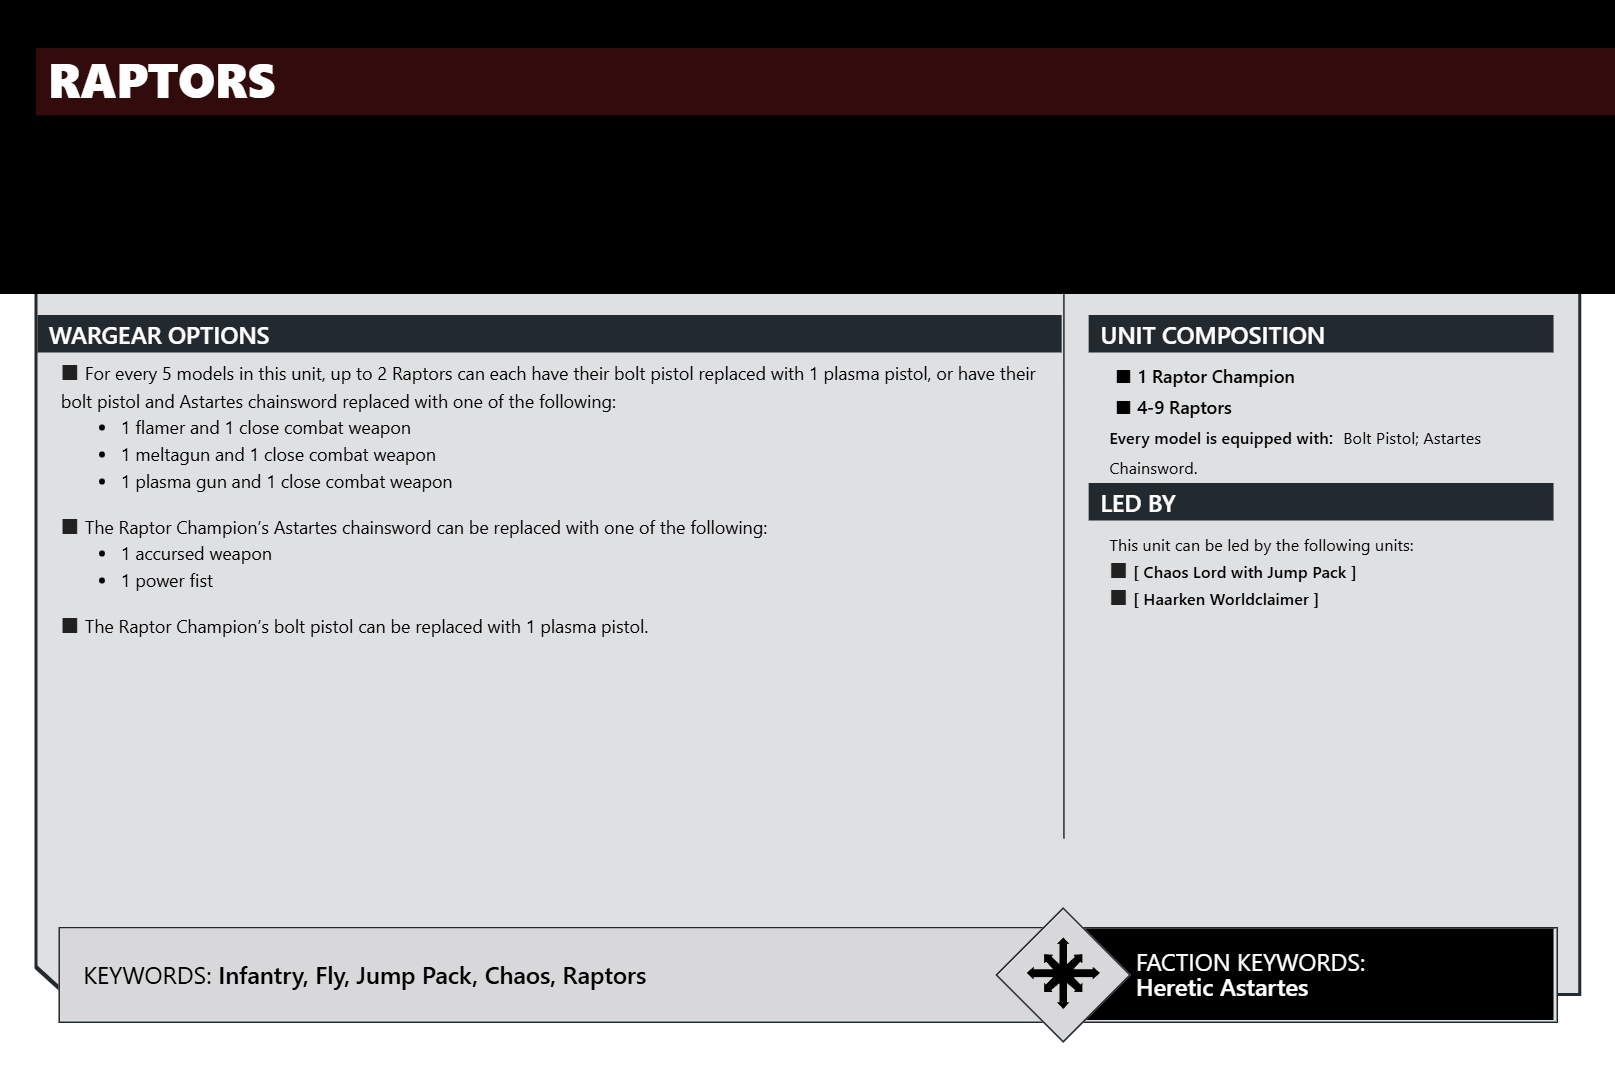 RAPTORS
WARGEAR OPTIONS
■ For every 5 models in this unit, up to 2 Raptors can each have their bolt pistol replaced with 1 plasma pistol, or have their
bolt pistol and Astartes chainsword replaced with one of the following:
• 1 flamer and 1 close combat weapon
• 1 meltagun and 1 close combat weapon
• 1 plasma gun and 1 close combat weapon
■ The Raptor Champion’s Astartes chainsword can be replaced with one of the following:
• 1 accursed weapon
• 1 power fist
■ The Raptor Champion’s bolt pistol can be replaced with 1 plasma pistol.
UNIT COMPOSITION
■ 1 Raptor Champion
■ 4-9 Raptors
Every model is equipped with: Bolt Pistol; Astartes
Chainsword.
LED BY
This unit can be led by the following units:
■ [ Chaos Lord with Jump Pack ]
■ [ Haarken Worldclaimer ]
KEYWORDS: Infantry, Fly, Jump Pack, Chaos, Raptors
FACTION KEYWORDS:
Heretic Astartes